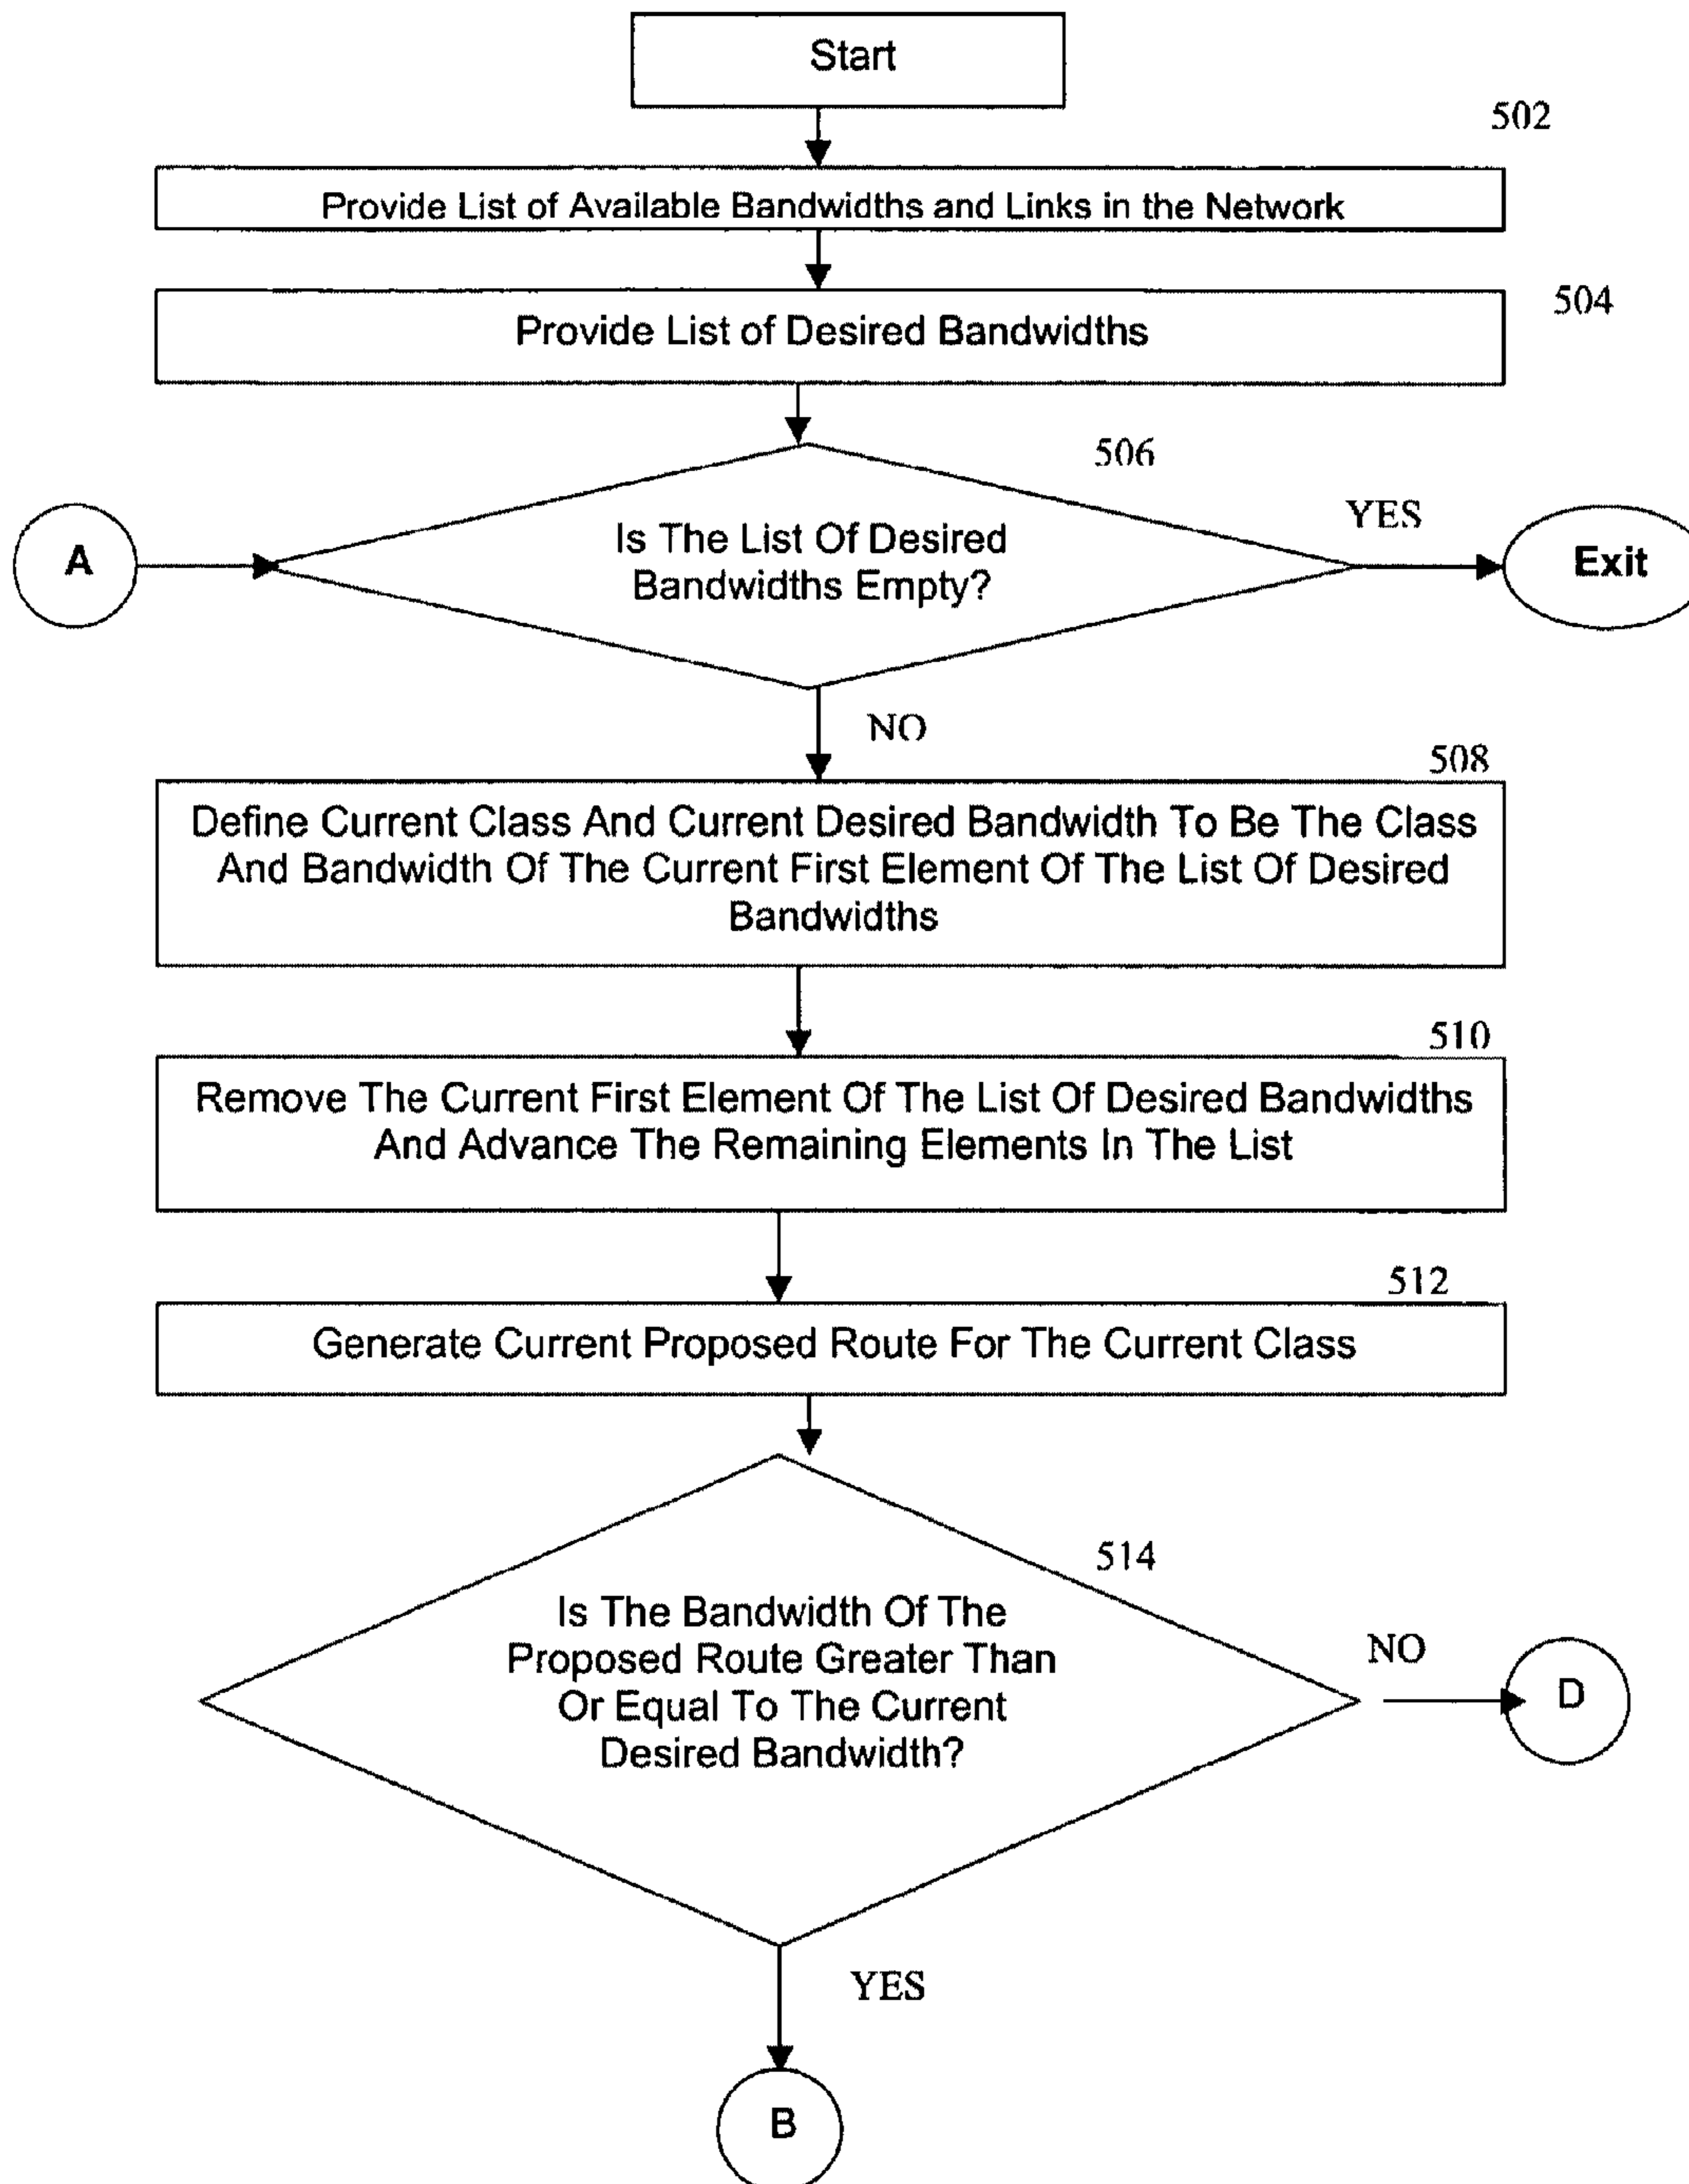 Start
502
Provide List of Available Bandwidths and Links in the Network
504
Provide List of Desired Bandwidths
506
YES
A
Is The List Of Desired
Bandwidths Empty?
Exit
NO
508
Define Current Class And Current Desired Bandwidth To Be The Class
And Bandwidth Of The Current First Element Of The List Of Desired
Bandwidths
510
Remove The Current First Element Of The List Of Desired Bandwidths
And Advance The Remaining Elements In The List
512
Generate Current Proposed Route For The Current Class
514
Is The Bandwidth Of The
Proposed Route Greater Than
Or Equal To The Current
Desired Bandwidth?
NO
D
YES
B